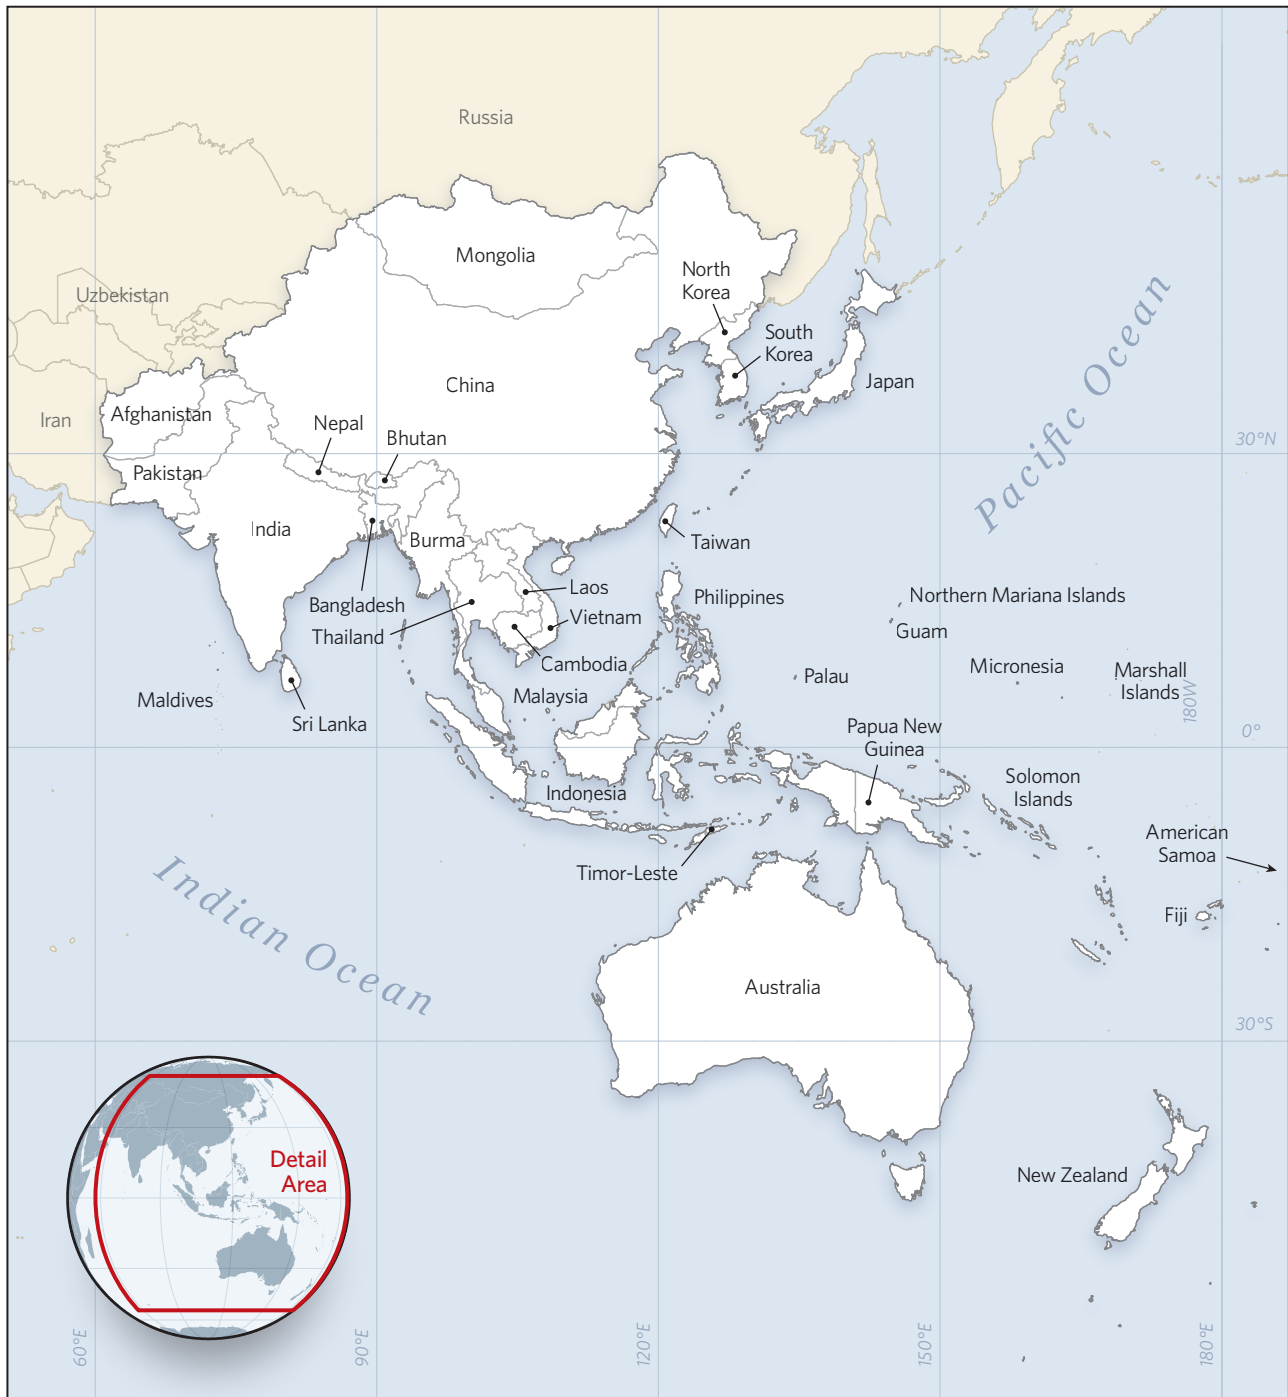 Russia
Mongolia
North
Korea
Uzbekistan
South
Korea
Pacific Ocean
China
Japan
Iran
Afghanistan
Nepal
Bhutan
30°N
Pakistan
India
Burma
Taiwan
Laos
Philippines
Northern Mariana Islands
Bangladesh
Vietnam
Guam
Thailand
Cambodia
Micronesia
Marshall
Islands
Palau
Malaysia
Maldives
180W
Sri Lanka
Papua New
Guinea
0°
Solomon
Islands
Indonesia
American
Samoa
Timor-Leste
Indian Ocean
Fiji
Australia
30°S
Detail
Area
New Zealand
60°E
90°E
120°E
150°E
180°E